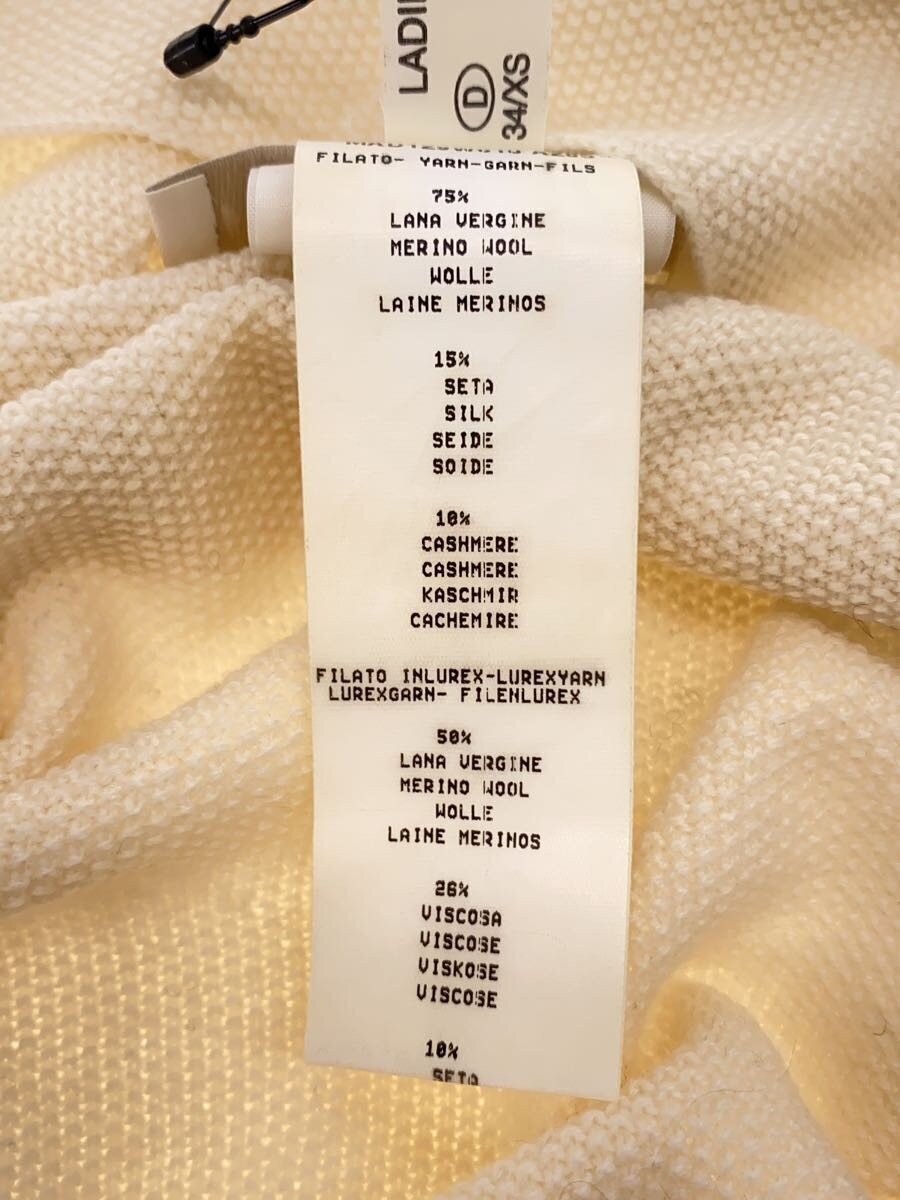 D
34/XS
FILATO- YARN-GARN-FILS
75%
LANA VERGINE
MERINO WOOL
WOLLE
LAINE MERINOS
15%
SETA
SILK
SEIDE
SOIDE
10%
CASHMERE
CASHMERE
KASCHMIR
CACHEMIRE
FILATO INLUREX-LUREXYARN
LUREXGARN- FILENLUREX
50%
LANA VERGINE
MERINO WOOL
WOLLE
LAINE MERINOS
26%
VISCOSA
VISCOSE
VISKOSE
VISCOSE
10%
SETA